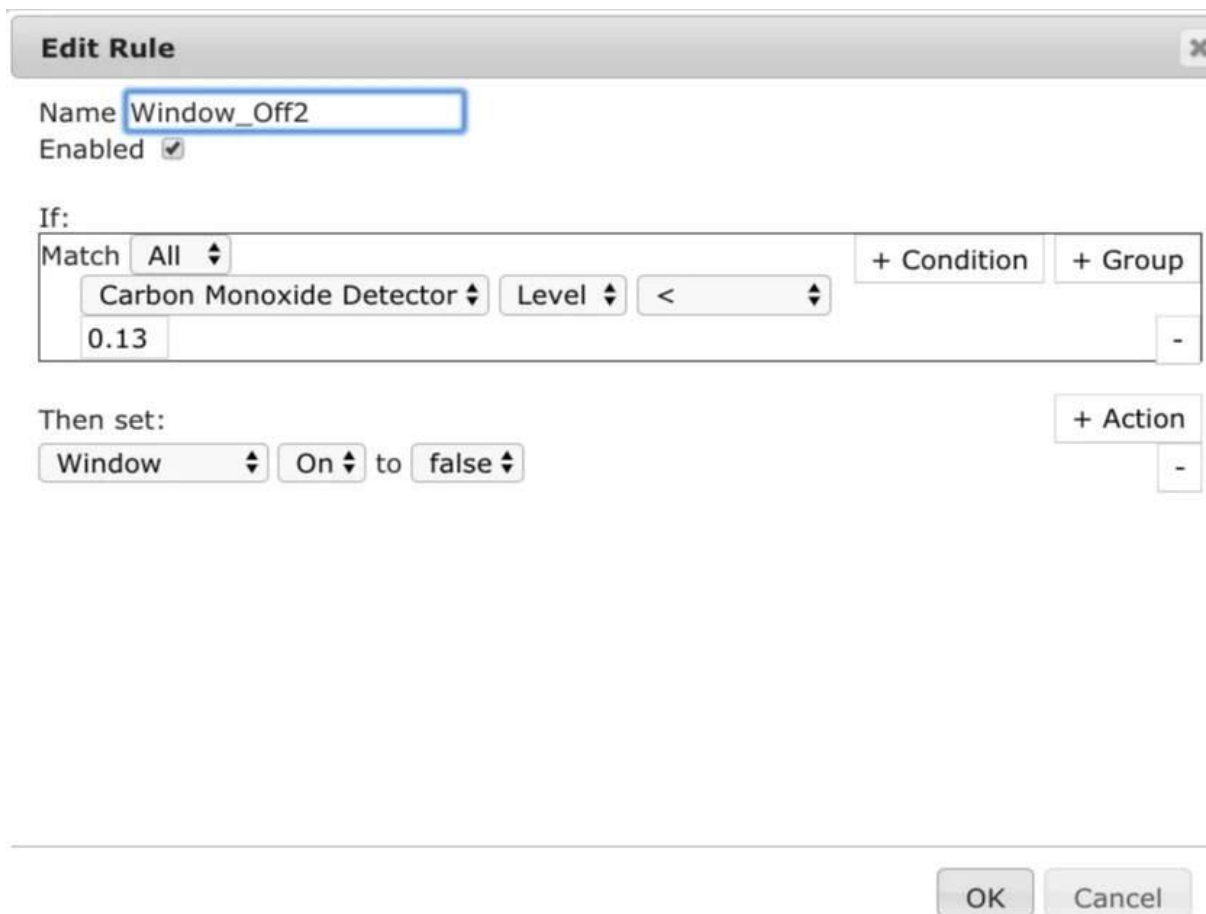 Edit Rule
Name Window_Off2
Enabled
If:
Match All + Condition + Group
Carbon Monoxide Detector Level <
0.13 -
Then set: + Action
Window On to false -
OK Cancel